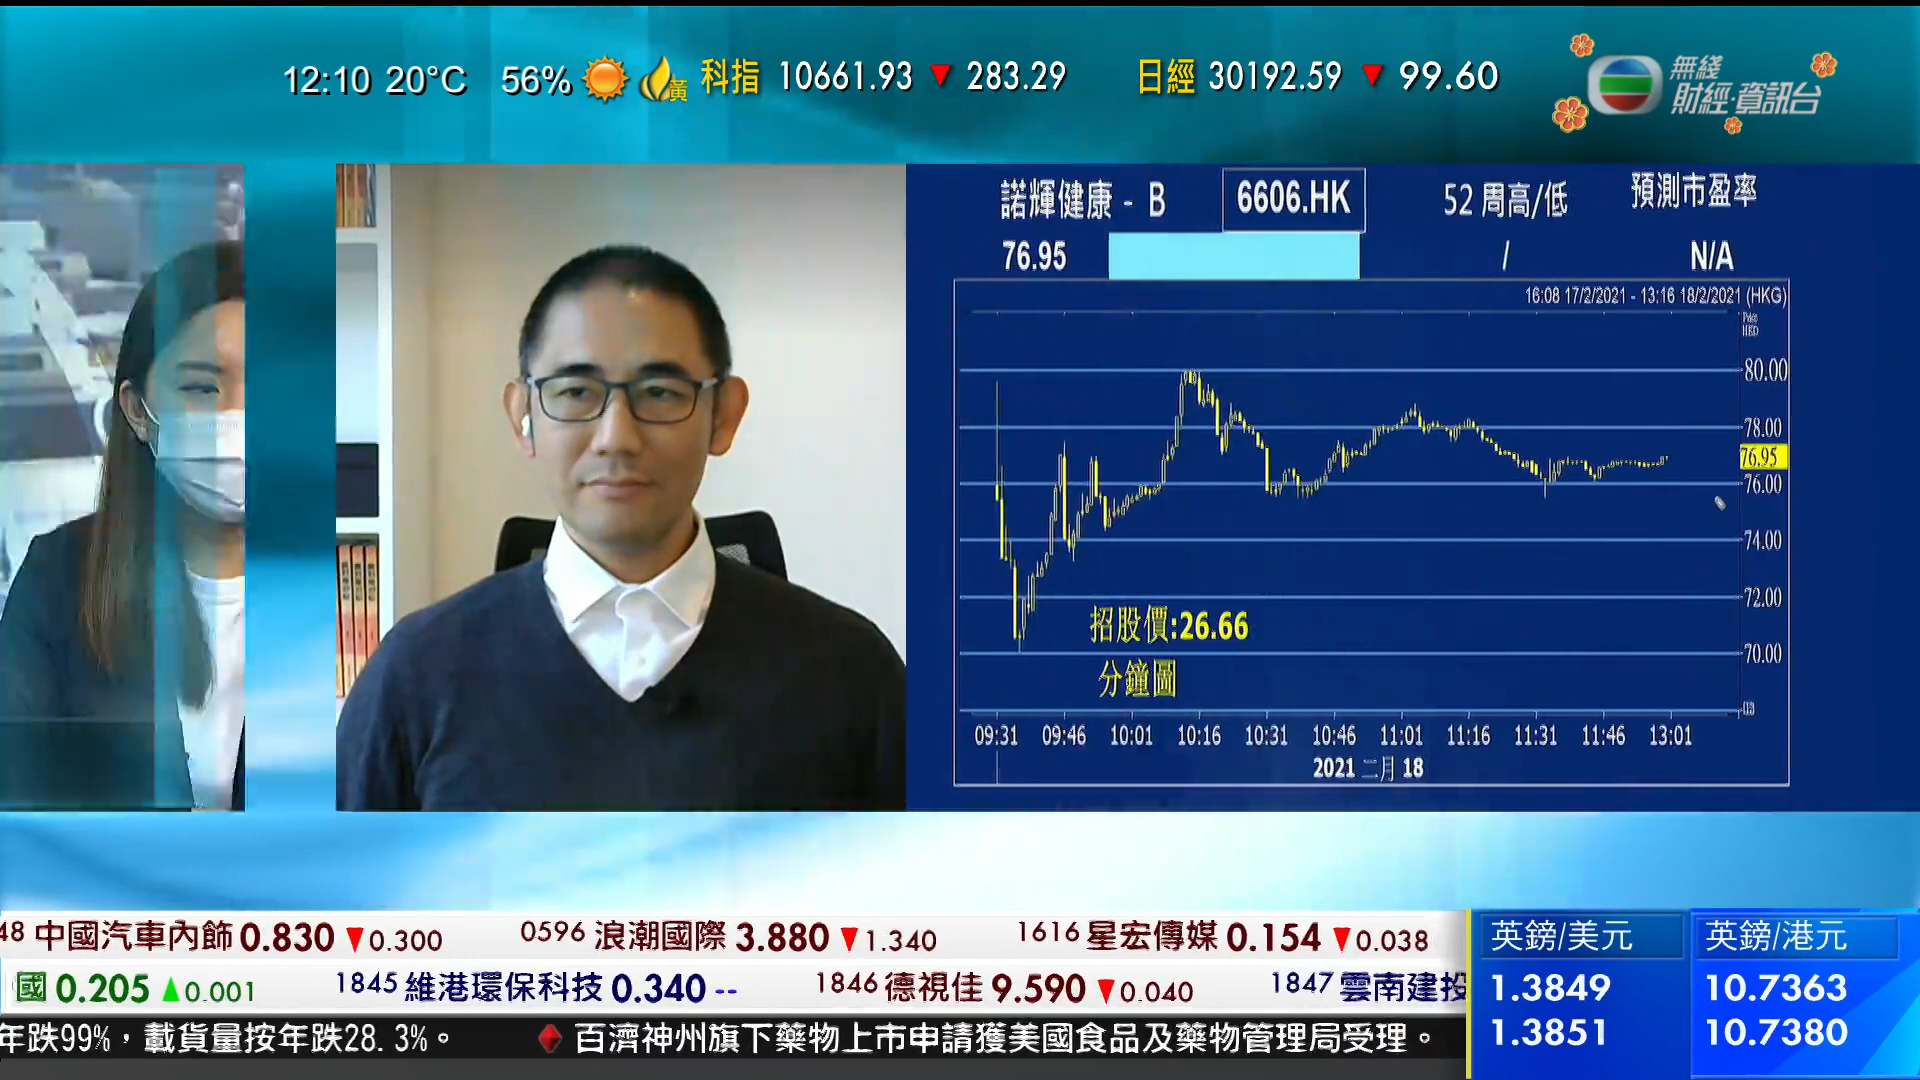 12:10 20°C 56% 廣 科指 10661.93 ▼ 283.29 日經 30192.59 ▼ 99.60
無綫
財經·資訊台
諾輝健康 - B 6606.HK 52 周高/低 預測市盈率
76.95 / N/A
16:08 17/2/2021 - 13:16 18/2/2021 (HKG)
Price
HKD
80.00
78.00
76.95
76.00
74.00
72.00
70.00
招股價:26.66
分鐘圖
09:31 09:46 10:01 10:16 10:31 10:46 11:01 11:16 11:31 11:46 13:01
2021 二月 18
48 中國汽車內飾 0.830 ▼ 0.300 0596 浪潮國際 3.880 ▼ 1.340 1616 星宏傳媒 0.154 ▼ 0.038
國 0.205 ▲ 0.001 1845 維港環保科技 0.340 -- 1846 德視佳 9.590 ▼ 0.040 1847 雲南建投
年跌99%，載貨量按年跌28.3%。 百濟神州旗下藥物上市申請獲美國食品及藥物管理局受理。
英鎊/美元 英鎊/港元
1.3849 10.7363
1.3851 10.7380